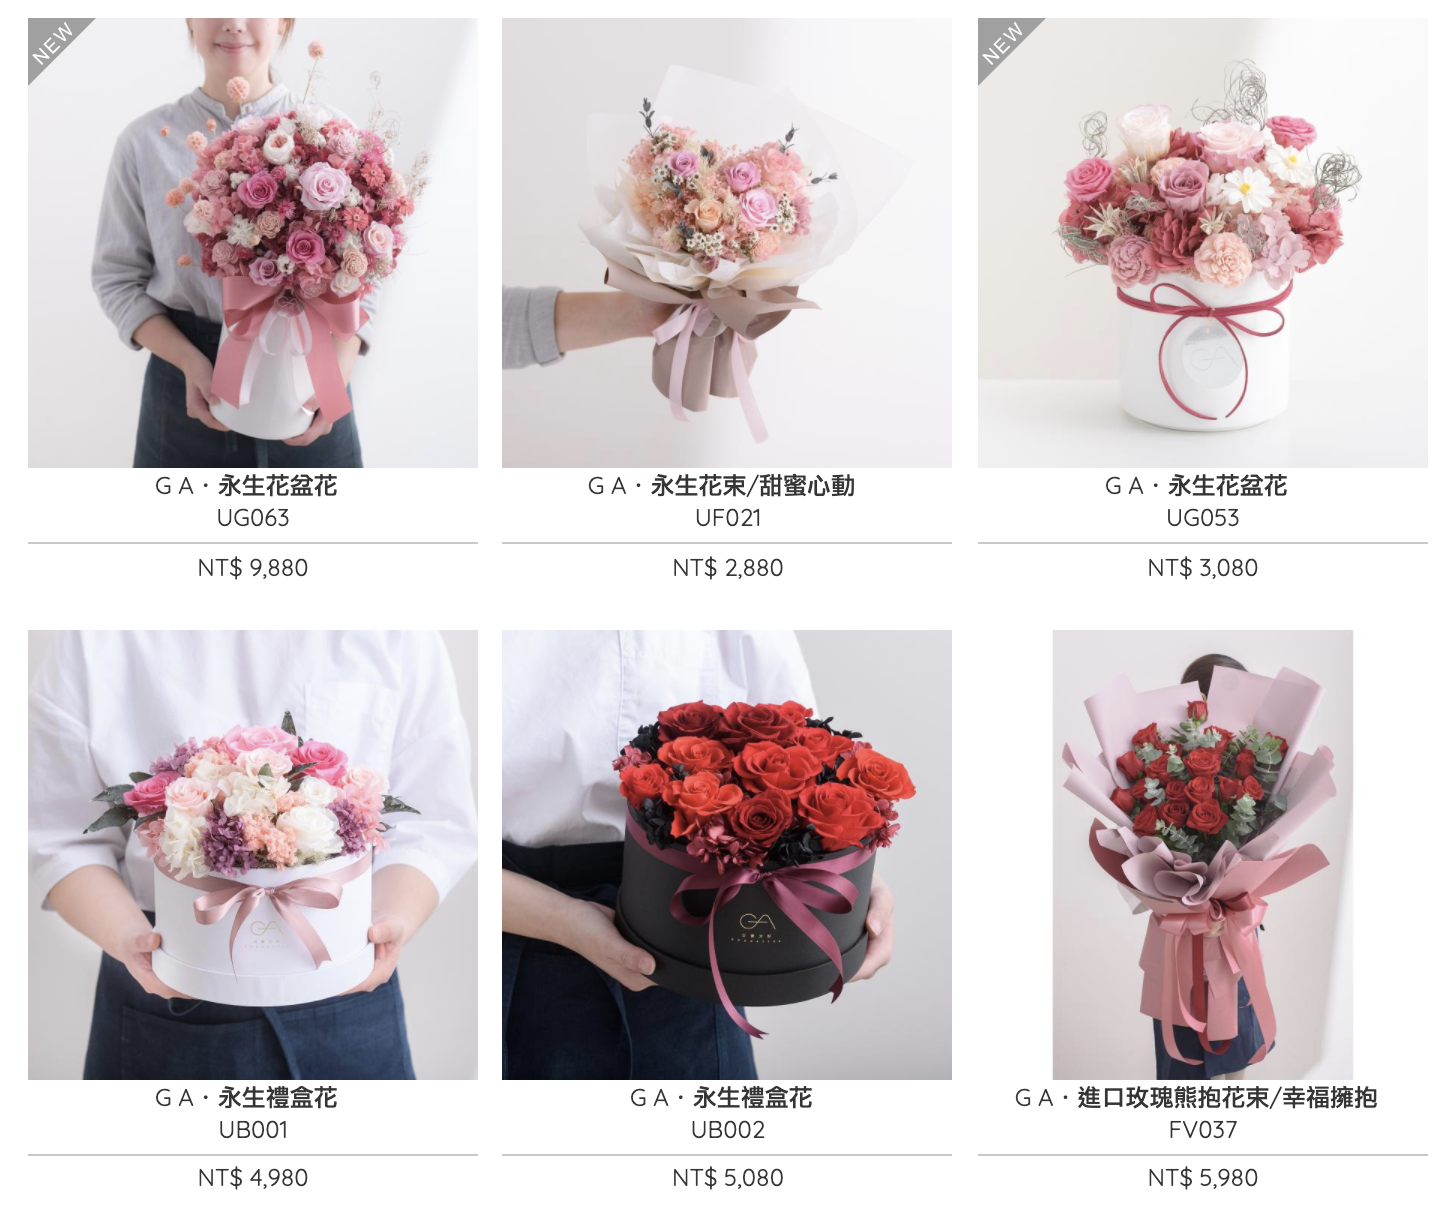 NEW
NEW
G A・永生花盆花
UG063
NT$ 9,880
G A・永生花束/甜蜜心動
UF021
NT$ 2,880
G A・永生花盆花
UG053
NT$ 3,080
GA
GA
GA
G A・永生禮盒花
UB001
NT$ 4,980
G A・永生禮盒花
UB002
NT$ 5,080
G A・進口玫瑰熊抱花束/幸福擁抱
FV037
NT$ 5,980